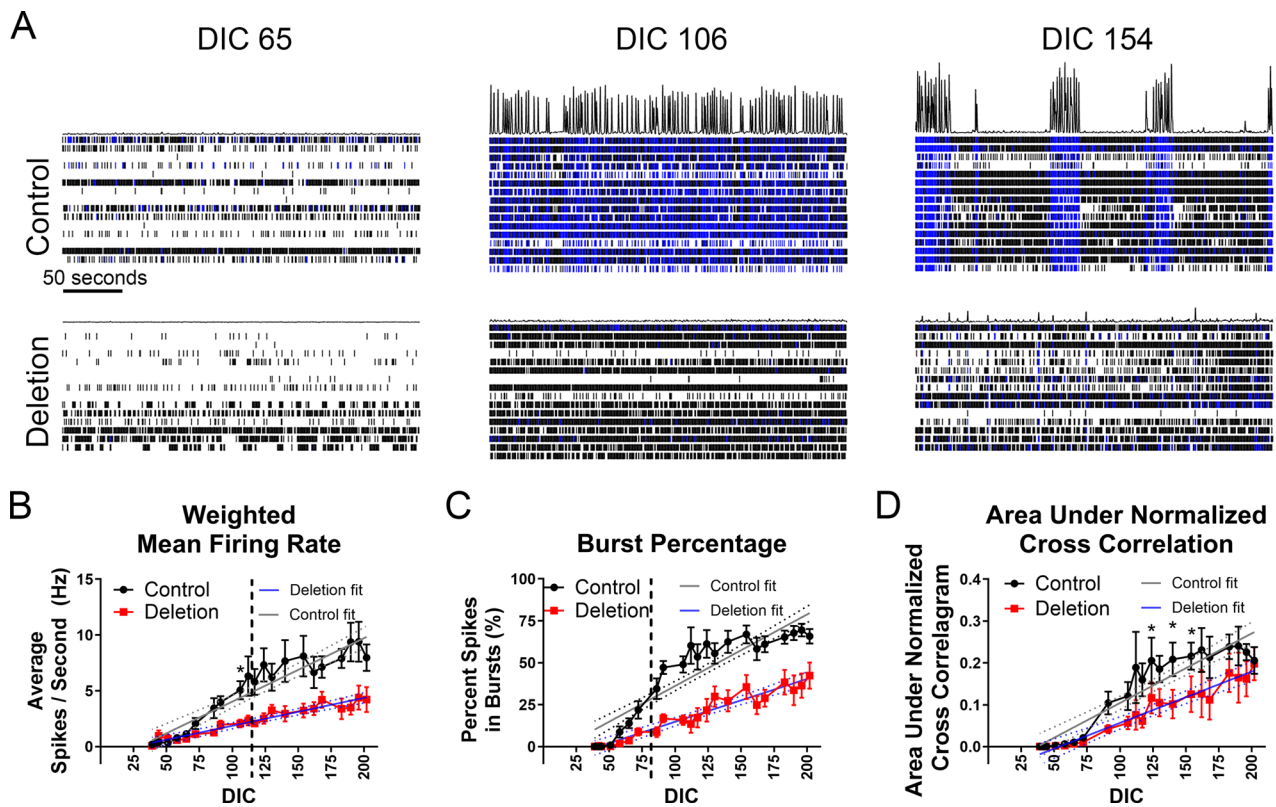 A
DIC 65
DIC 106
DIC 154
Control
50 seconds
Deletion
B
Weighted
Mean Firing Rate
Average
Spikes / Second (Hz)
15
10
5
0
Control
Deletion
Deletion fit
Control fit
*
25
50
75
100
125
150
175
200
DIC
C
Burst Percentage
Percent Spikes
in Bursts (%)
100
75
50
25
0
Control
Deletion
Control fit
Deletion fit
25
50
75
100
125
150
175
200
DIC
D
Area Under Normalized
Cross Correlation
Area Under Normalized
Cross Correlagram
0.4
0.3
0.2
0.1
0.0
Control
Deletion
Control fit
Deletion fit
* * *
25
50
75
100
125
150
175
200
DIC